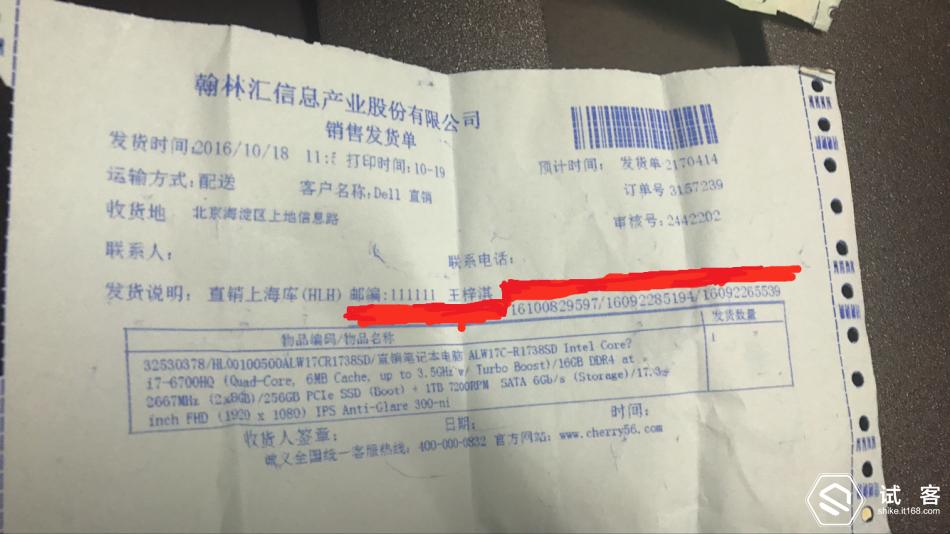 翰林汇信息产业股份有限公司
销售发货单
发货时间:2016/10/18 11:5 打印时间:10-19
预计时间: 发货单 2170414
运输方式:配送 客户名称:Dell 直销
订单号 3157239
收货地 北京海淀区上地信息路
审核号:2442202
联系人: 联系电话:
发货说明: 直销上海库(HLH) 邮编:111111 王梓淇
16100829597/16092285194/16092265539
物品编码/物品名称 发货数量
32530378/HL00100500ALW17CR1738SD/直销笔记本电脑 ALW17C-R1738SD Intel Core? 1
i7-6700HQ (Quad-Core, 6MB Cache, up to 3.5GHz w/ Turbo Boost)/16GB DDR4 at
2667MHz (2x8GB)/256GB PCIe SSD (Boot) + 1TB 7200RPM SATA 6Gb/s (Storage)/17.3
inch FHD (1920 x 1080) IPS Anti-Glare 300-ni
收货人签章: 日期: 时间:
诚义全国统一客服热线: 400-000-0832 官方网站: www.cherry56.com
试客
shike.it168.com